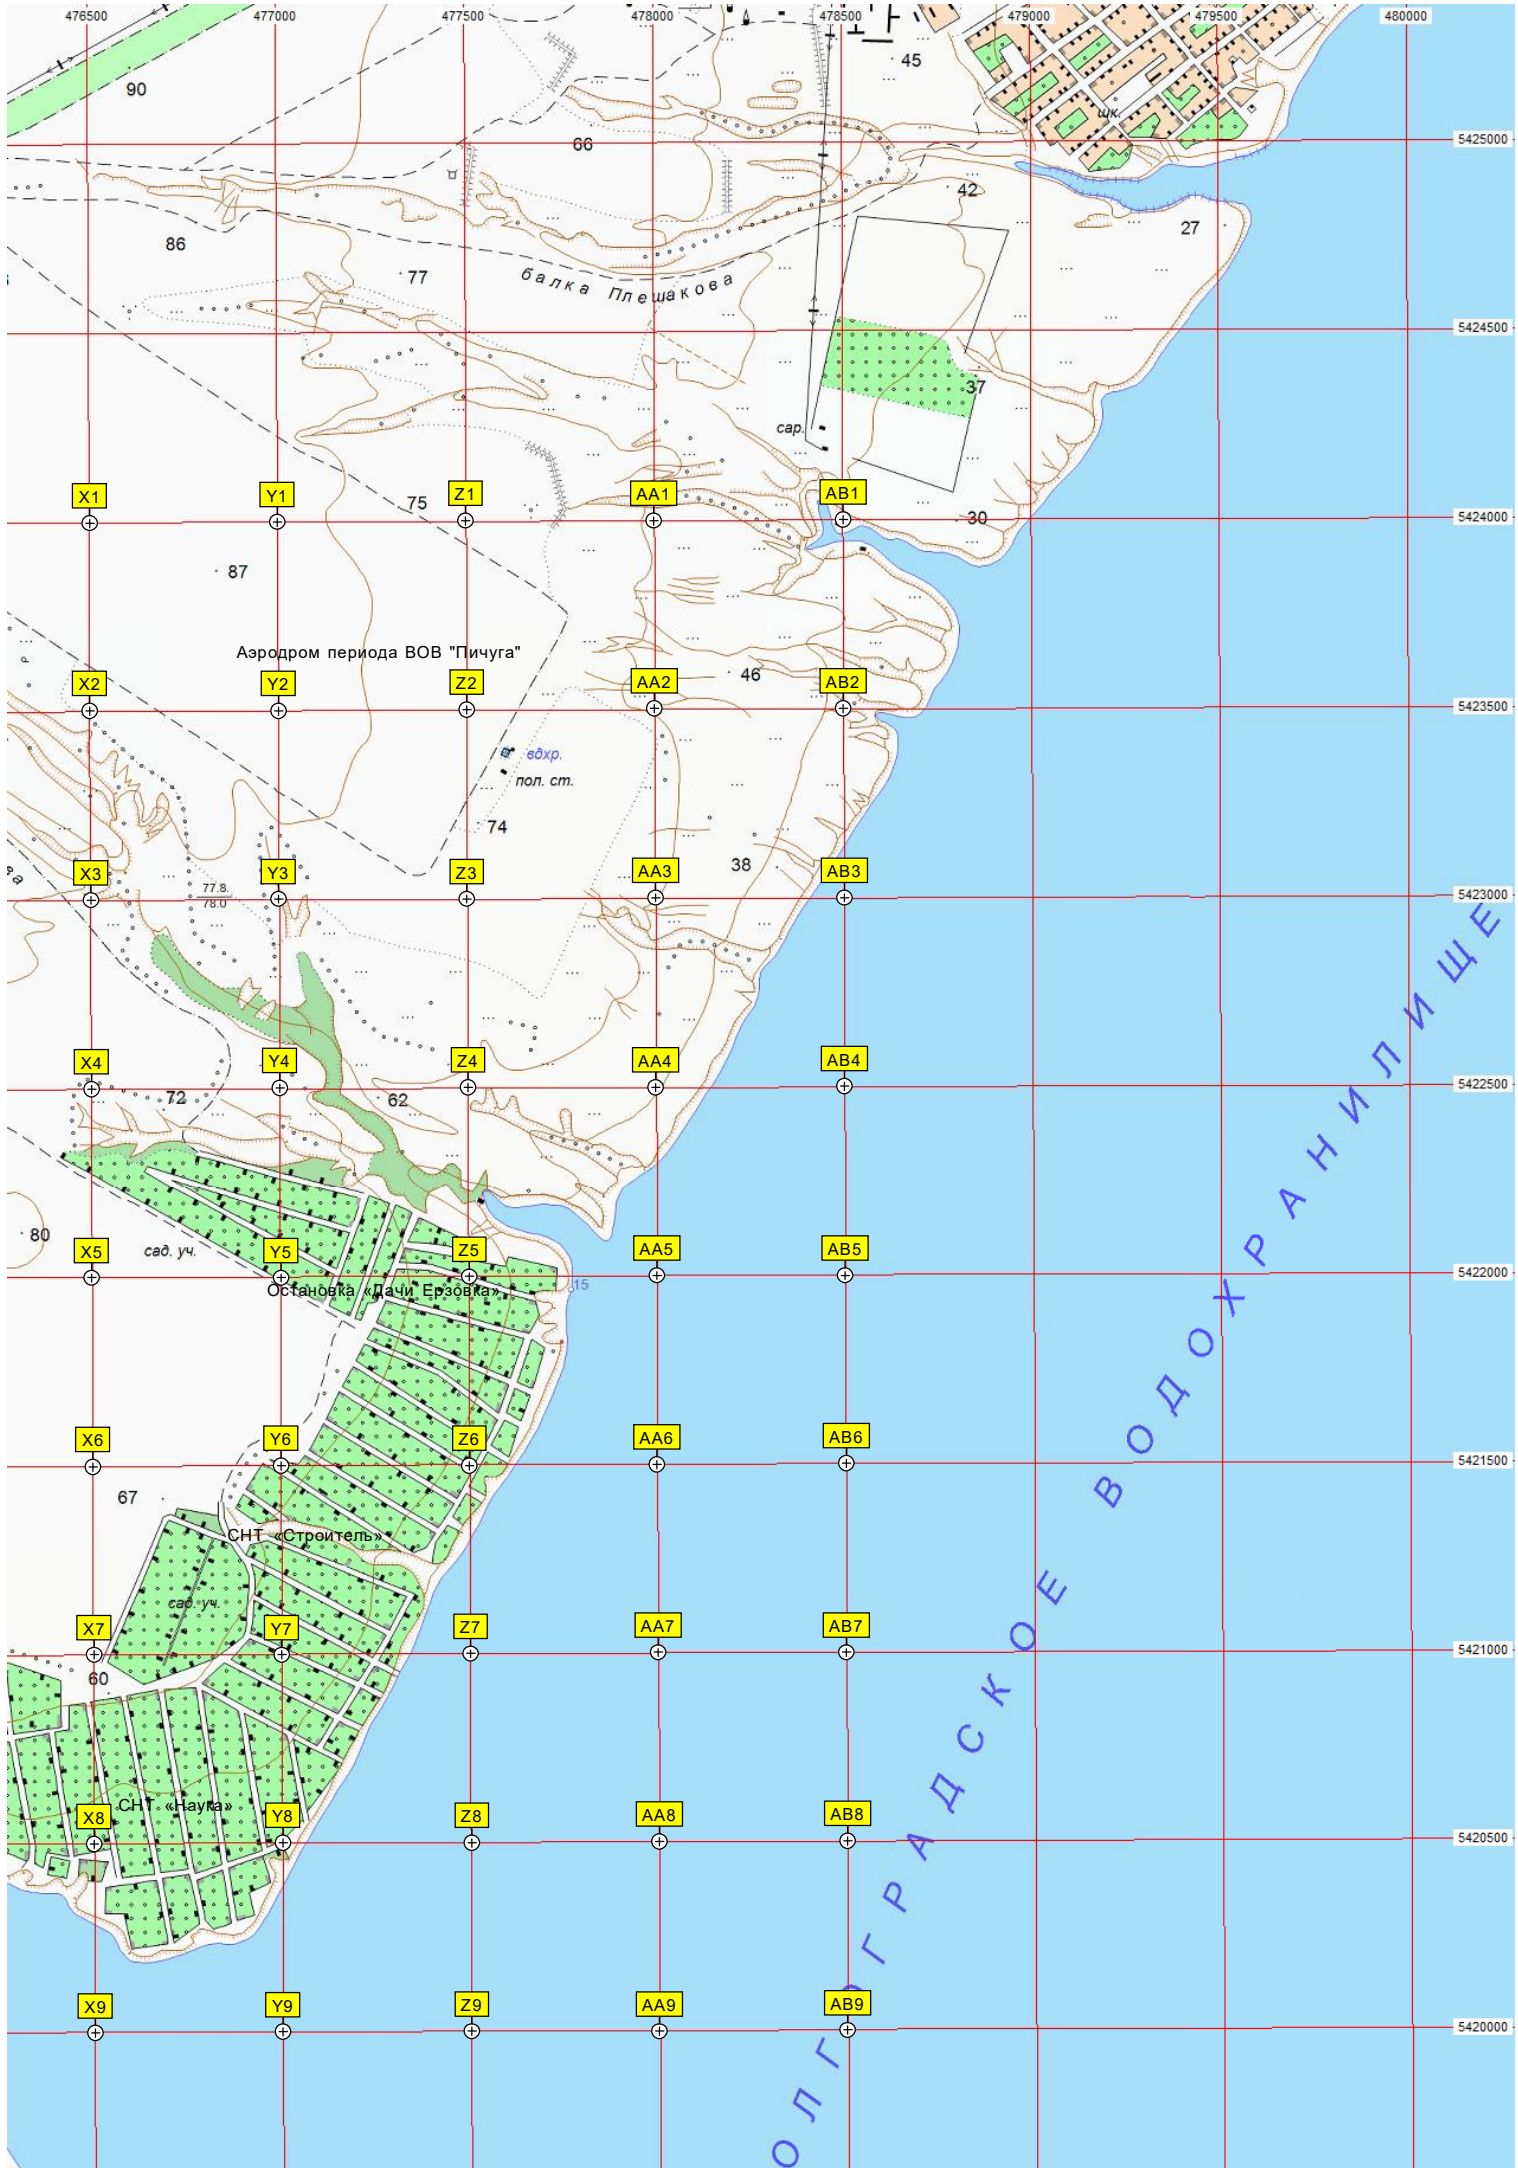 476500 477000 477500 478000 478500 479000 479500 480000
45
90
шк.
66
5425000
42
27
86
77
балка Плешакова
5424500
37
сар.
X1 Y1 Z1 AA1 AB1
75
30
5424000
87
Аэродром периода ВОВ "Пичуга"
46
X2 Y2 Z2 AA2 AB2
5423500
вдхр.
пол. ст.
74
38
X3 Y3 Z3 AA3 AB3
77.8
78.0
5423000
X4 Y4 Z4 AA4 AB4
72
62
5422500
80
сад. уч.
X5 Y5 Z5 AA5 AB5
5422000
15
Остановка «Дачи Ерзовка»
X6 Y6 Z6 AA6 AB6
5421500
67
СНТ «Строитель»
сад. уч.
X7 Y7 Z7 AA7 AB7
5421000
60
СНТ «Наука»
X8 Y8 Z8 AA8 AB8
5420500
X9 Y9 Z9 AA9 AB9
5420000
ОЛГОГРАДСКОЕ ВОДОХРАНИЛИЩЕ